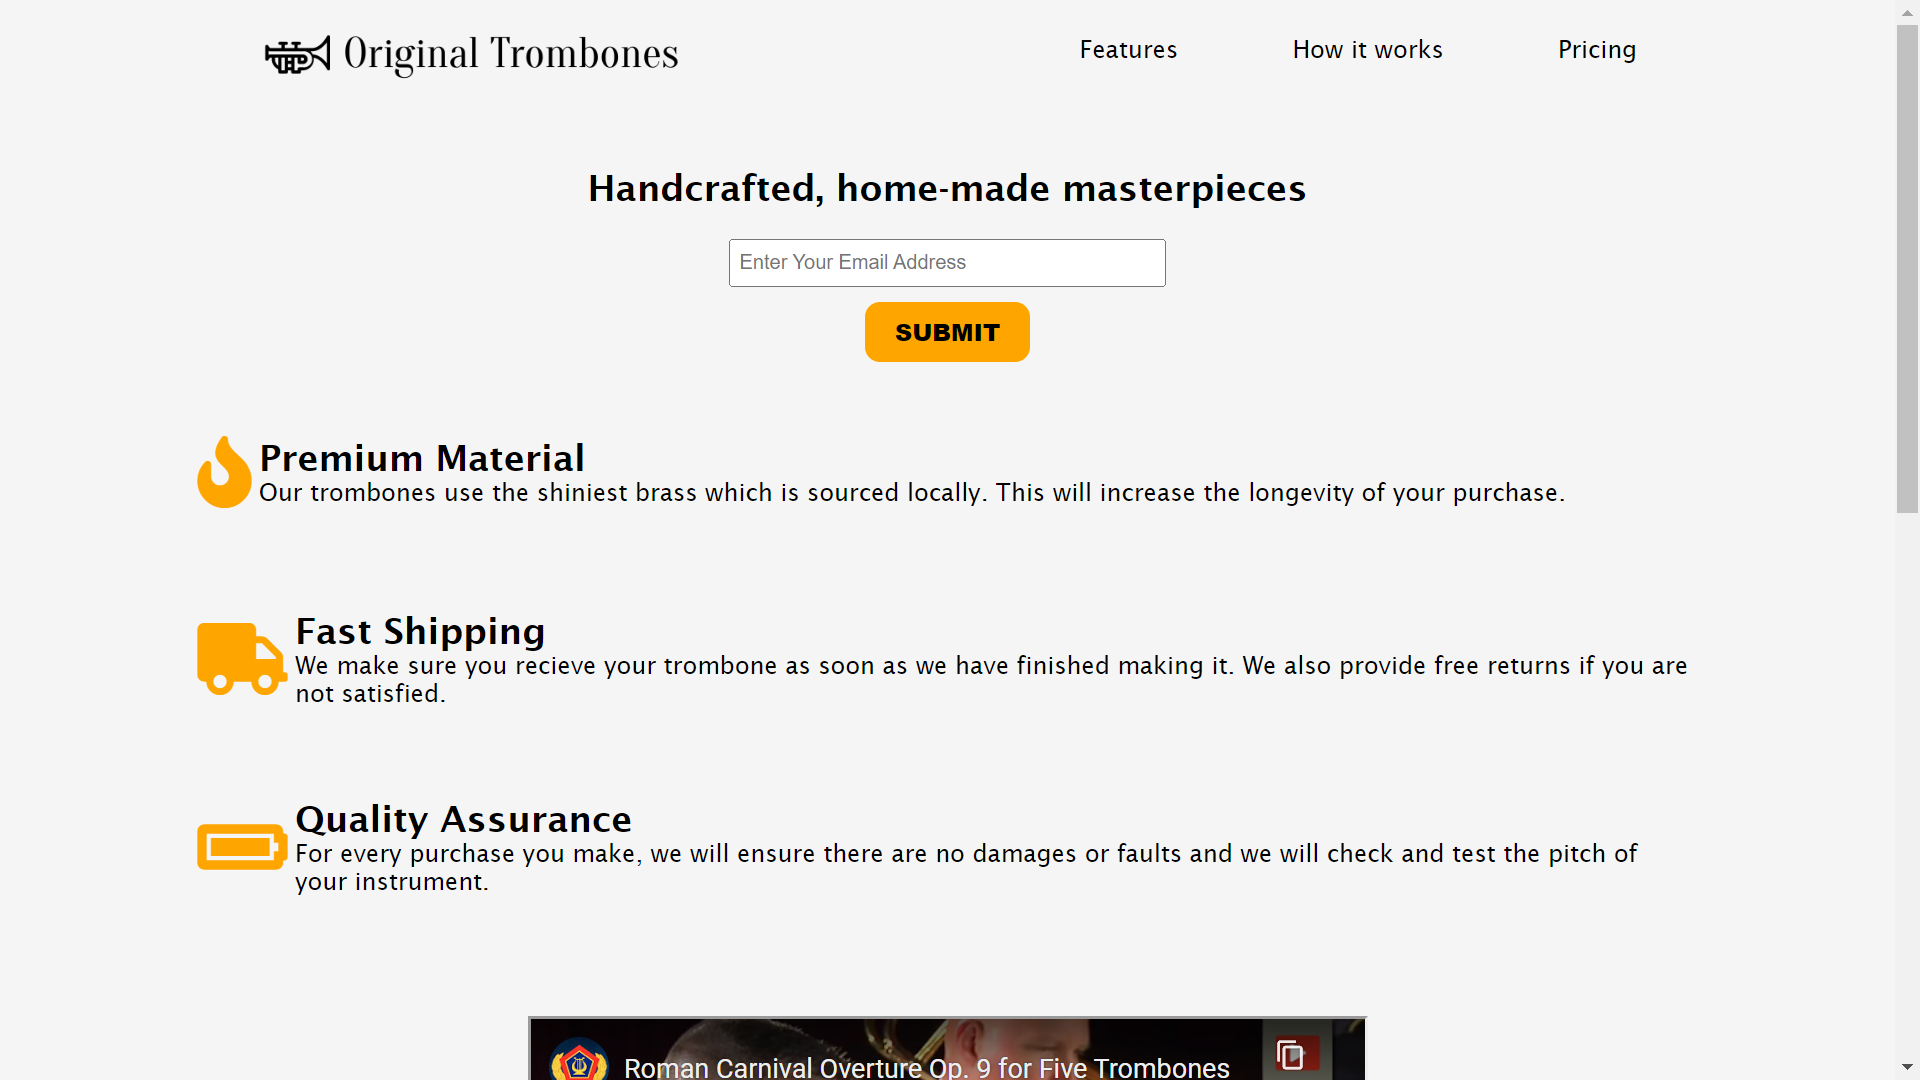 Original Trombones
Features
How it works
Pricing
Handcrafted, home-made masterpieces
Enter Your Email Address
SUBMIT
Premium Material
Our trombones use the shiniest brass which is sourced locally. This will increase the longevity of your purchase.
Fast Shipping
We make sure you recieve your trombone as soon as we have finished making it. We also provide free returns if you are
not satisfied.
Quality Assurance
For every purchase you make, we will ensure there are no damages or faults and we will check and test the pitch of
your instrument.
Roman Carnival Overture Op. 9 for Five Trombones